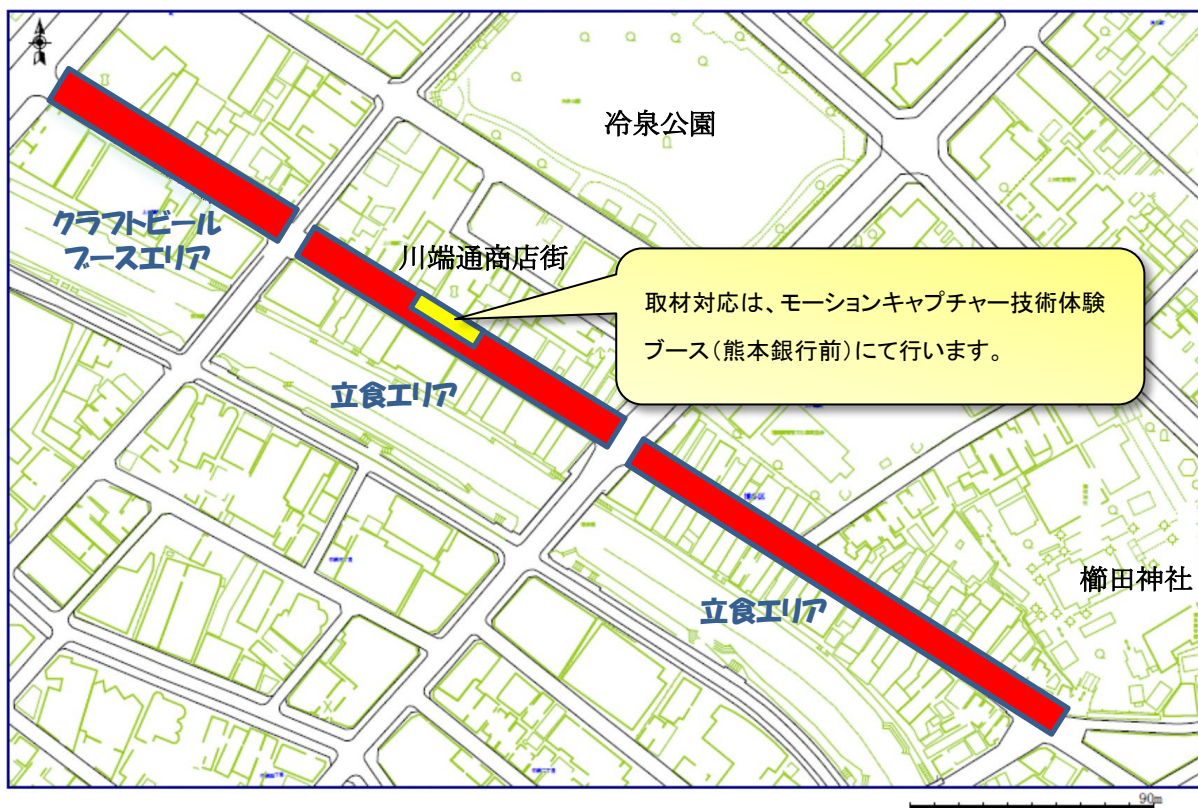 冷泉公園
クラフトビール
ブースエリア
川端通商店街
取材対応は、モーションキャプチャー技術体験
ブース（熊本銀行前）にて行います。
立食エリア
櫛田神社
立食エリア
90m